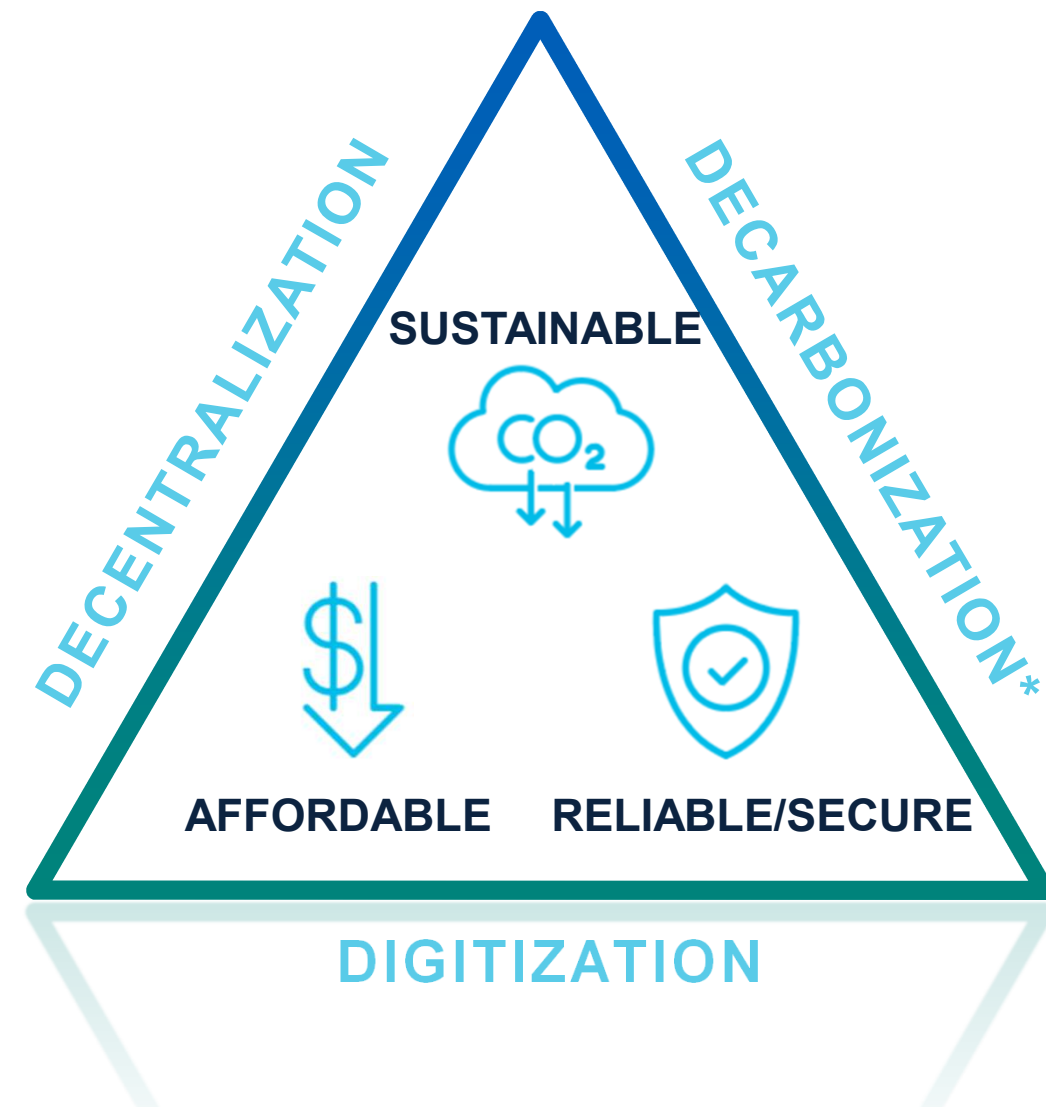 DECENTRALIZATION
DECARBONIZATION*
SUSTAINABLE
CO₂
$
AFFORDABLE
RELIABLE/SECURE
DIGITIZATION